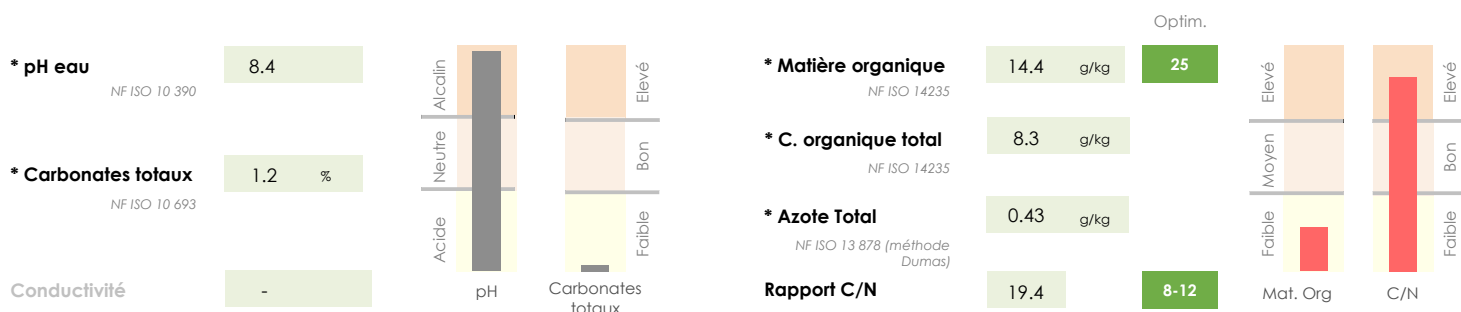 Optim.
* pH eau
8.4
NF ISO 10 390
Alcalin
Neutre
Acide
Elevé
Bon
Faible
* Carbonates totaux
1.2 %
NF ISO 10 693
Conductivité
-
pH
Carbonates
totaux
* Matière organique
14.4 g/kg
25
NF ISO 14235
* C. organique total
8.3 g/kg
NF ISO 14235
* Azote Total
0.43 g/kg
NF ISO 13 878 (méthode
Dumas)
Rapport C/N
19.4
8-12
Elevé
Moyen
Faible
Elevé
Bon
Faible
Mat. Org
C/N